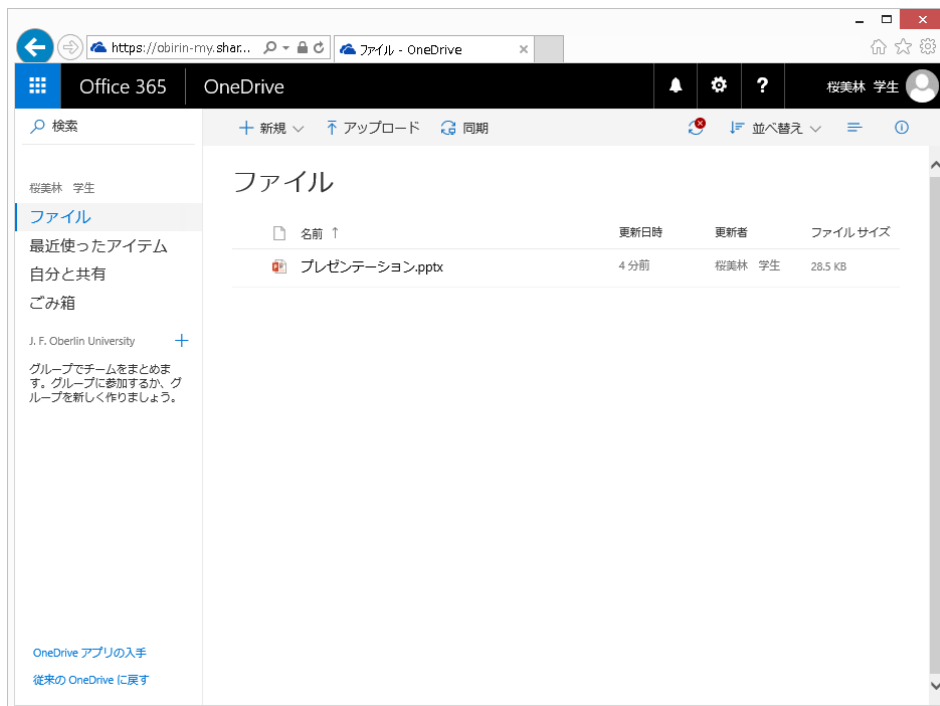 https://obirin-my.shar...
ファイル - OneDrive
Office 365
OneDrive
?
桜美林 学生
検索
新規
アップロード
同期
並べ替え
桜美林 学生
ファイル
最近使ったアイテム
自分と共有
ごみ箱
J. F. Oberlin University
グループでチームをまとめま
す。グループに参加するか、グ
ループを新しく作りましょう。
OneDrive アプリの入手
従来の OneDrive に戻す
ファイル
名前 ↑ 更新日時 更新者 ファイル サイズ
プレゼンテーション.pptx 4 分前 桜美林 学生 28.5 KB